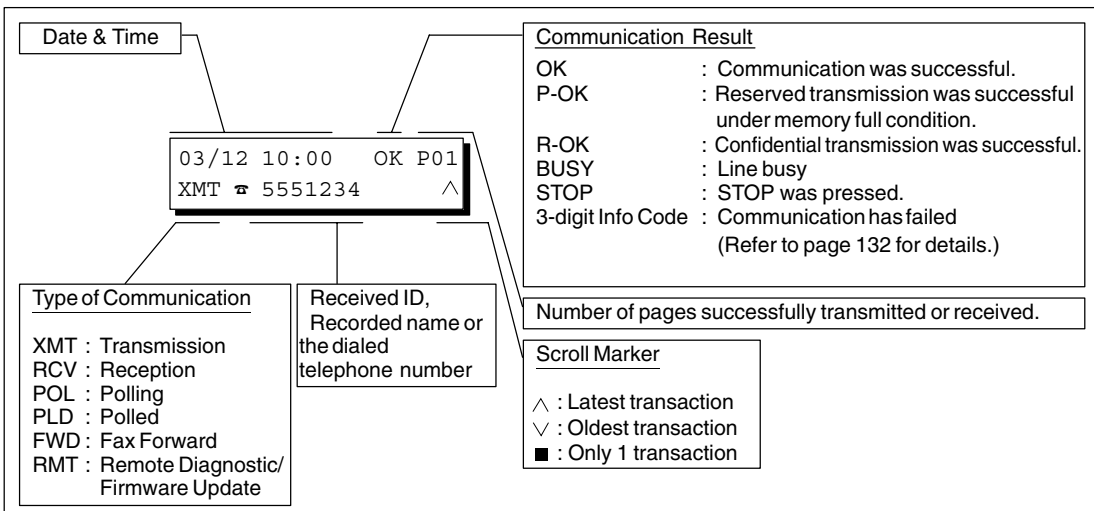 Date & Time
Communication Result
OK : Communication was successful.
P-OK : Reserved transmission was successful
under memory full condition.
R-OK : Confidential transmission was successful.
BUSY : Line busy
STOP : STOP was pressed.
3-digit Info Code : Communication has failed
(Refer to page 132 for details.)
03/12 10:00 OK P01
XMT ☎ 5551234 ∧
Type of Communication
XMT : Transmission
RCV : Reception
POL : Polling
PLD : Polled
FWD : Fax Forward
RMT : Remote Diagnostic/
Firmware Update
Received ID,
Recorded name or
the dialed
telephone number
Number of pages successfully transmitted or received.
Scroll Marker
∧ : Latest transaction
∨ : Oldest transaction
■ : Only 1 transaction